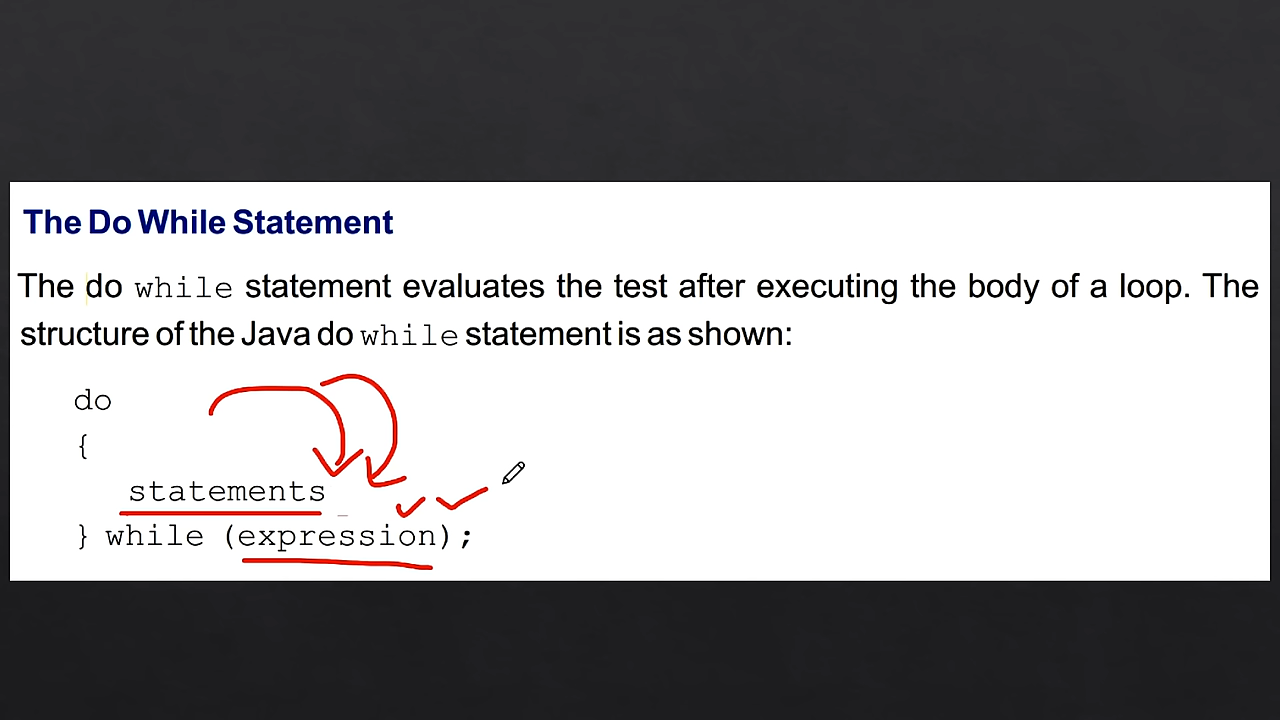 The Do While Statement
The do while statement evaluates the test after executing the body of a loop. The
structure of the Java do while statement is as shown:
do
{
statements
} while (expression);